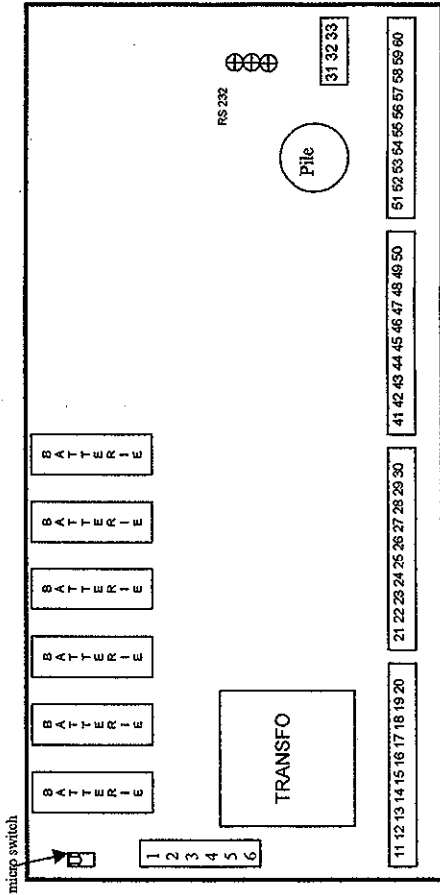 micro switch
BATTERIE
BATTERIE
BATTERIE
BATTERIE
BATTERIE
BATTERIE
RS 232
1
2
3
4
5
6
TRANSFO
Pile
31 32 33
11 12 13 14 15 16 17 18 19 20
21 22 23 24 25 26 27 28 29 30
41 42 43 44 45 46 47 48 49 50
51 52 53 54 55 56 57 58 59 60